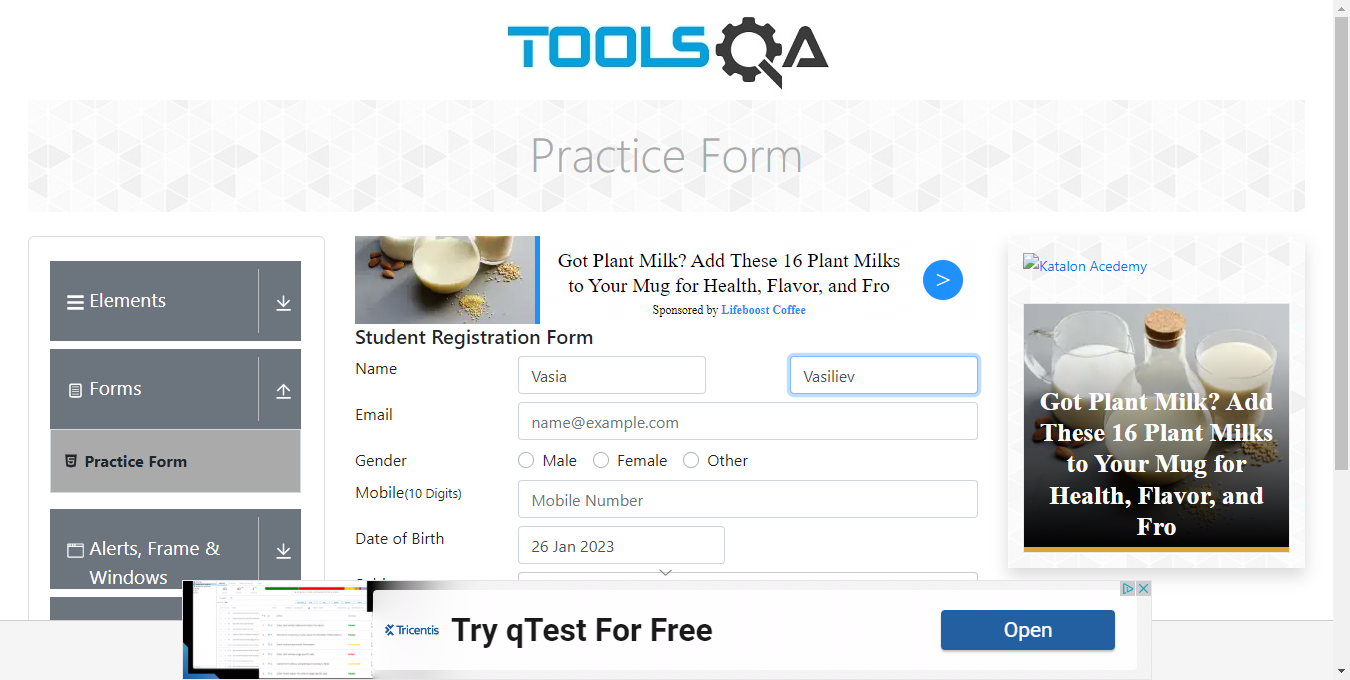 TOOLSQA
Practice Form
Elements
Forms
Practice Form
Alerts, Frame &
Windows
Got Plant Milk? Add These 16 Plant Milks
to Your Mug for Health, Flavor, and Fro
Sponsored by Lifeboost Coffee
>
Student Registration Form
Name
Vasia
Vasiliev
Email
name@example.com
Gender
Male
Female
Other
Mobile(10 Digits)
Mobile Number
Date of Birth
26 Jan 2023
Katalon Acedemy
Got Plant Milk? Add
These 16 Plant Milks
to Your Mug for
Health, Flavor, and
Fro
Tricentis
Try qTest For Free
Open